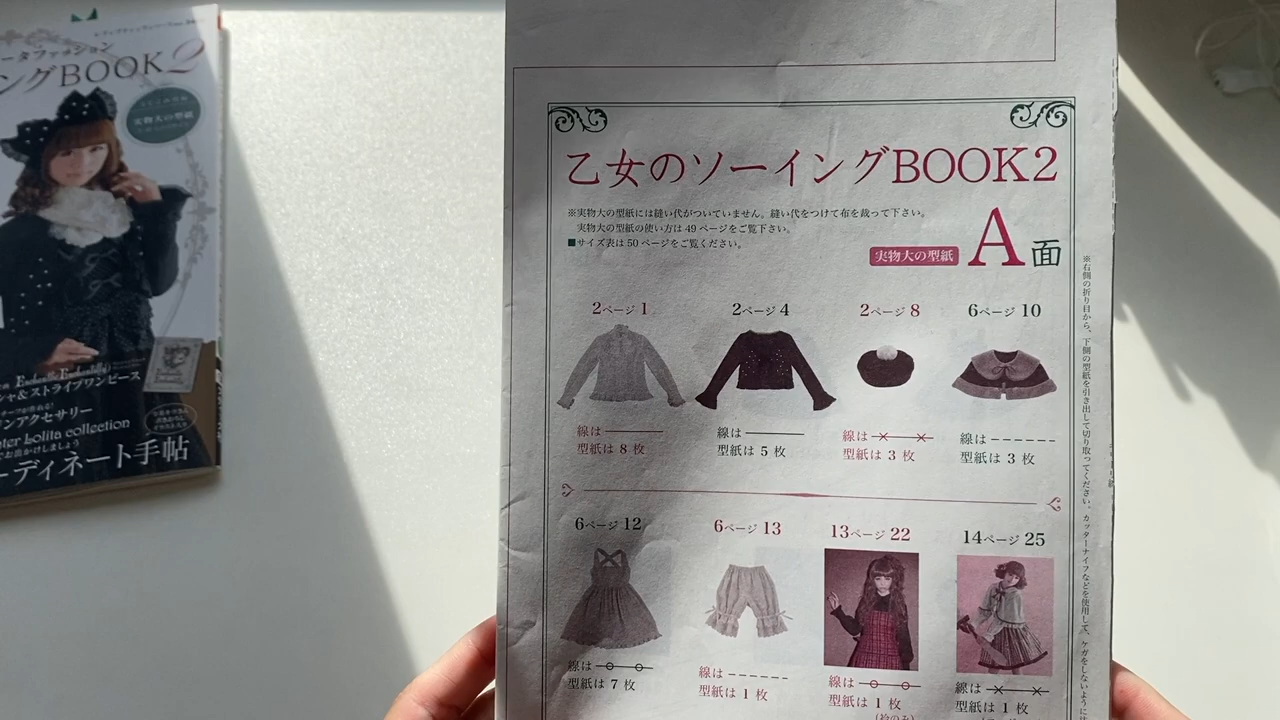 ングBOOK2
実物大の型紙
シャ&ストライプワンピース
ンアクセサリー
nter Lolita collection
でお出かけしましょう
ーディネート手帖
乙女のソーイングBOOK2
※実物大の型紙には縫い代がついていません。縫い代をつけて布を裁って下さい。
実物大の型紙の使い方は49ページをご覧下さい。
■サイズ表は50ページをご覧ください。
実物大の型紙 A面
2ページ 1
2ページ 4
2ページ 8
6ページ 10
線は
型紙は 8 枚
線は
型紙は 5 枚
線は
型紙は 3 枚
線は
型紙は 3 枚
6ページ 12
6ページ 13
13ページ 22
14ページ 25
線は
型紙は 7 枚
線は
型紙は 1 枚
線は
型紙は 1 枚
線は
型紙は 1 枚
※右側の折り目から、下側の型紙を引き出して切り取ってください。カッターナイフなどを使用して、ケガをしないように